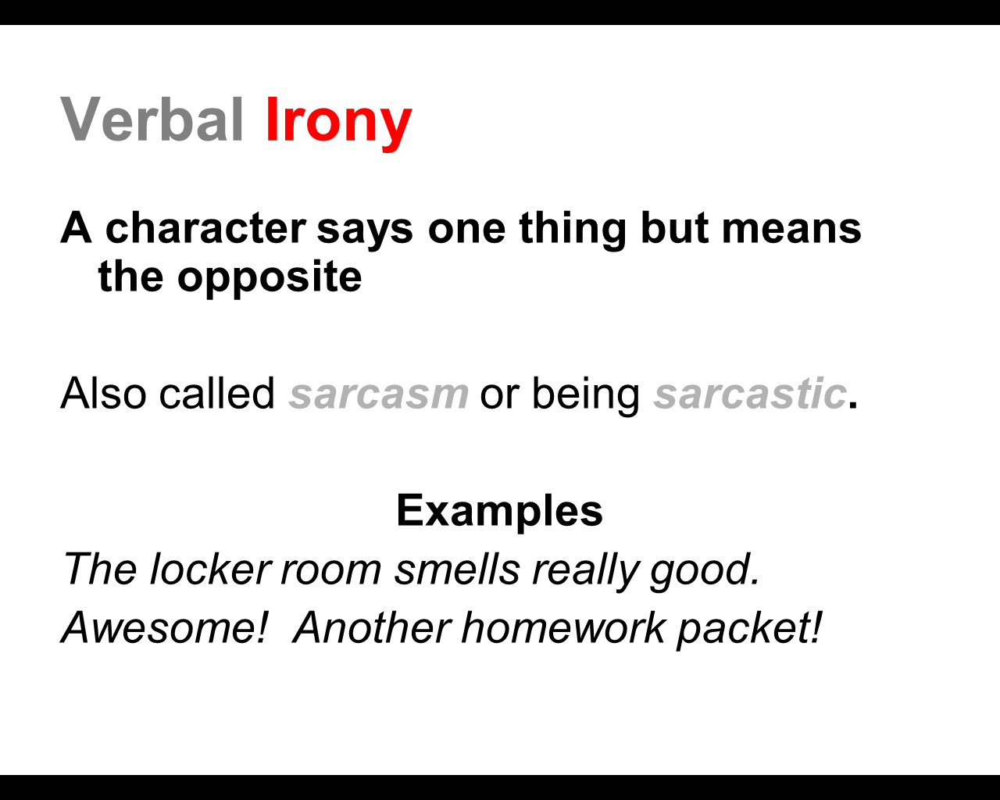 Verbal Irony
A character says one thing but means
the opposite
Also called sarcasm or being sarcastic.
Examples
The locker room smells really good.
Awesome!  Another homework packet!